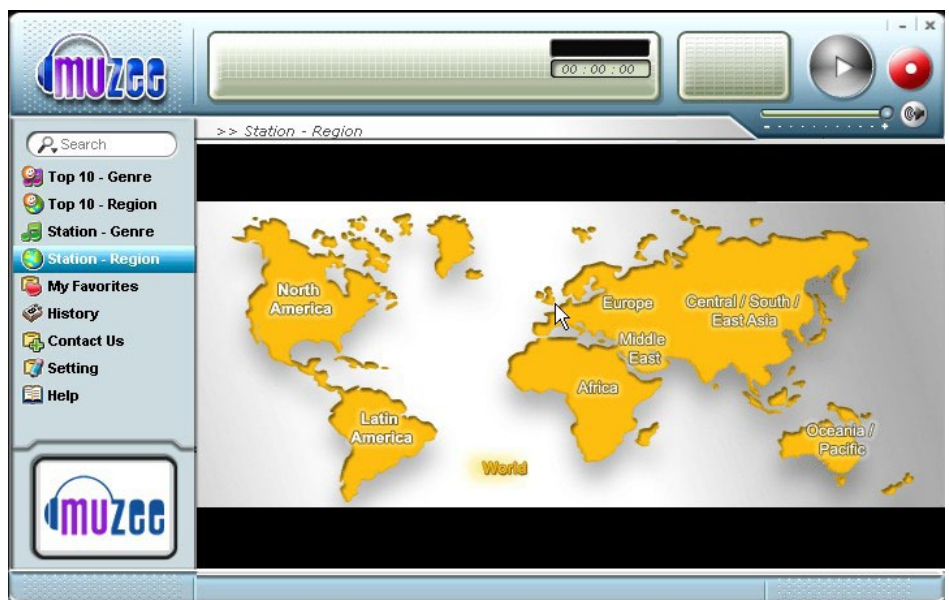 muzee
00 : 00 : 00
>> Station - Region
Search
Top 10 - Genre
Top 10 - Region
Station - Genre
Station - Region
My Favorites
History
Contact Us
Setting
Help
North
America
Europe
Central / South /
East Asia
Middle
East
Africa
Latin
America
Oceania /
Pacific
World
muzee